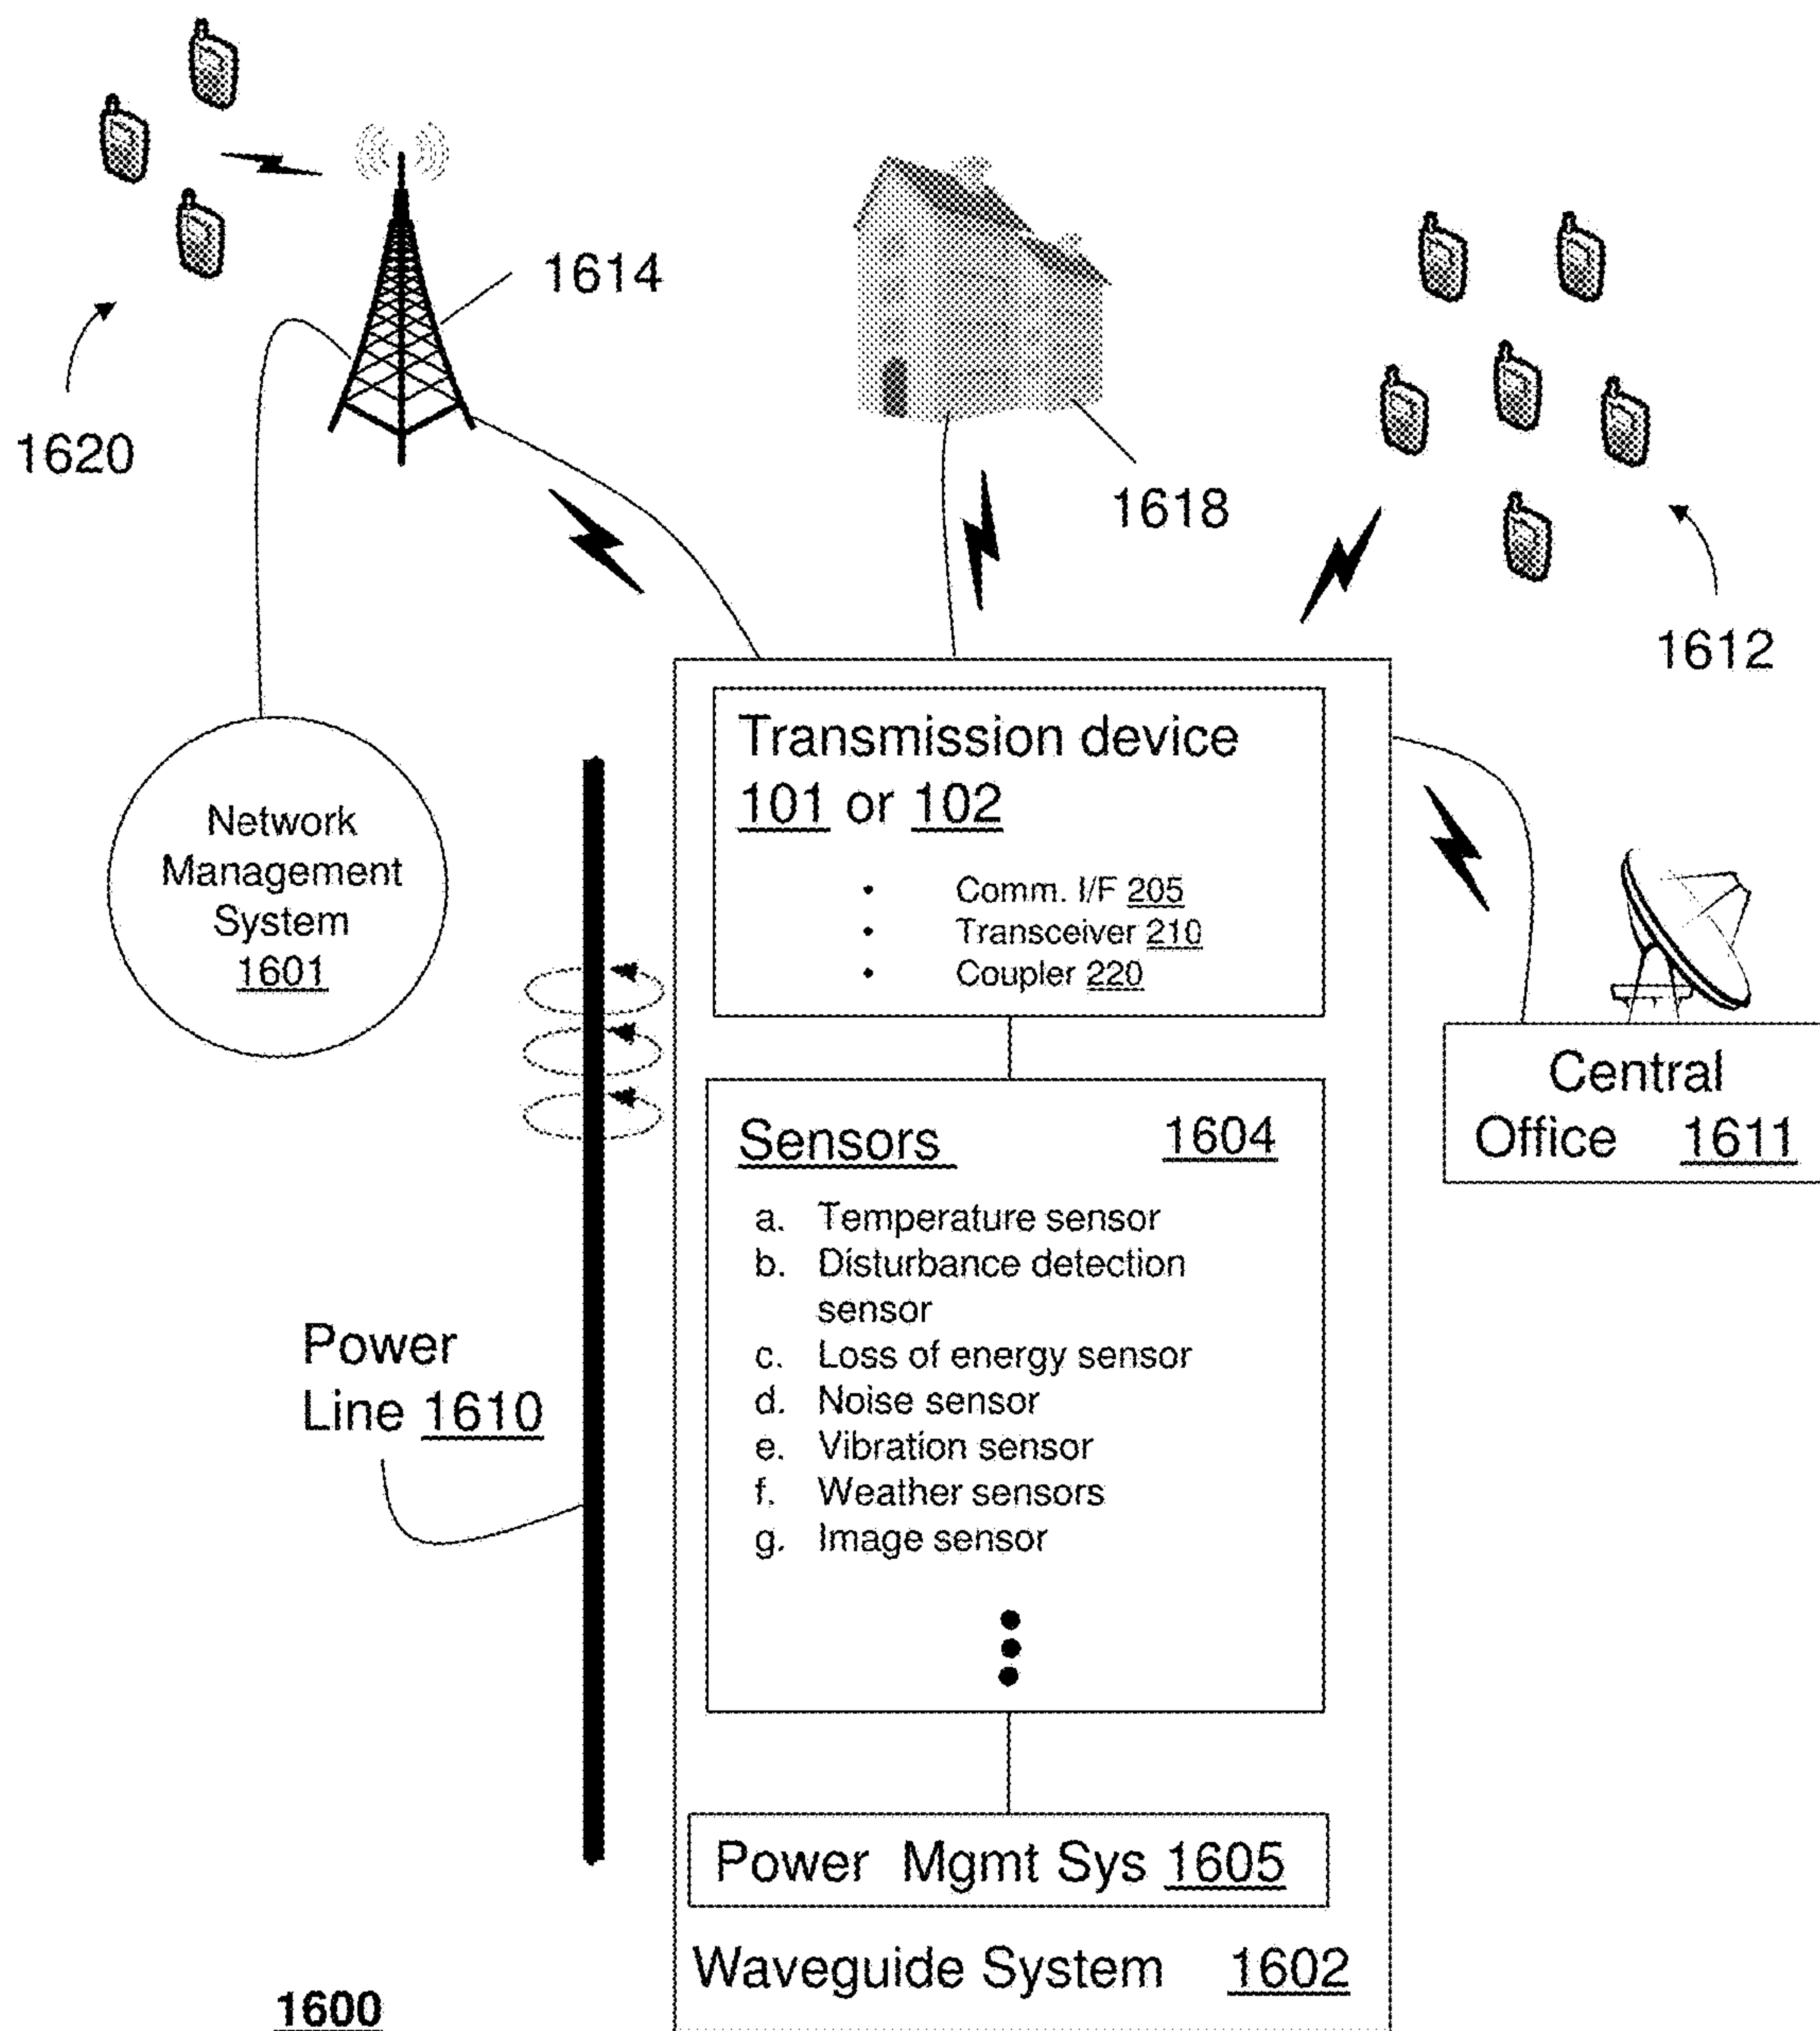 1614
1620
1618
1612
Network
Management
System
1601
Transmission device
101 or 102
• Comm. I/F 205
• Transceiver 210
• Coupler 220
Central
Office 1611
Sensors 1604
a. Temperature sensor
b. Disturbance detection
sensor
c. Loss of energy sensor
d. Noise sensor
e. Vibration sensor
f. Weather sensors
g. Image sensor
Power
Line 1610
Power Mgmt Sys 1605
Waveguide System 1602
1600